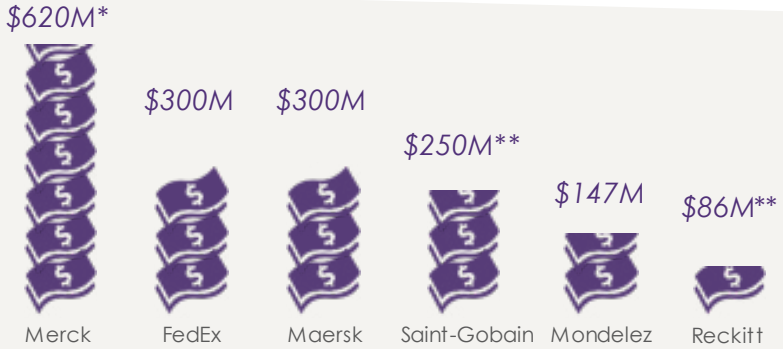 $620M*
$300M
$300M
$250M**
$147M
$86M**
Merck
FedEx
Maersk
Saint-Gobain
Mondelez
Reckitt